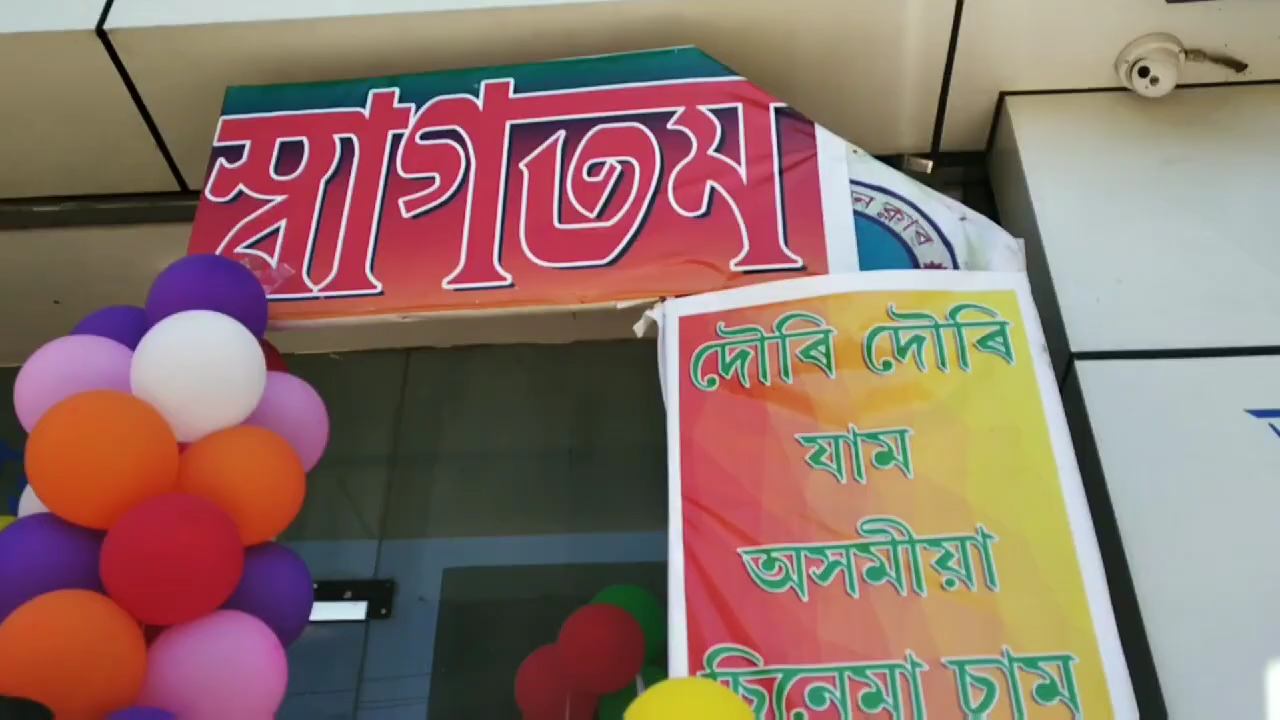 স্বাগতম
ন ক্লাব
দৌৰি দৌৰি
যাম
অসমীয়া
চিনেমা চাম